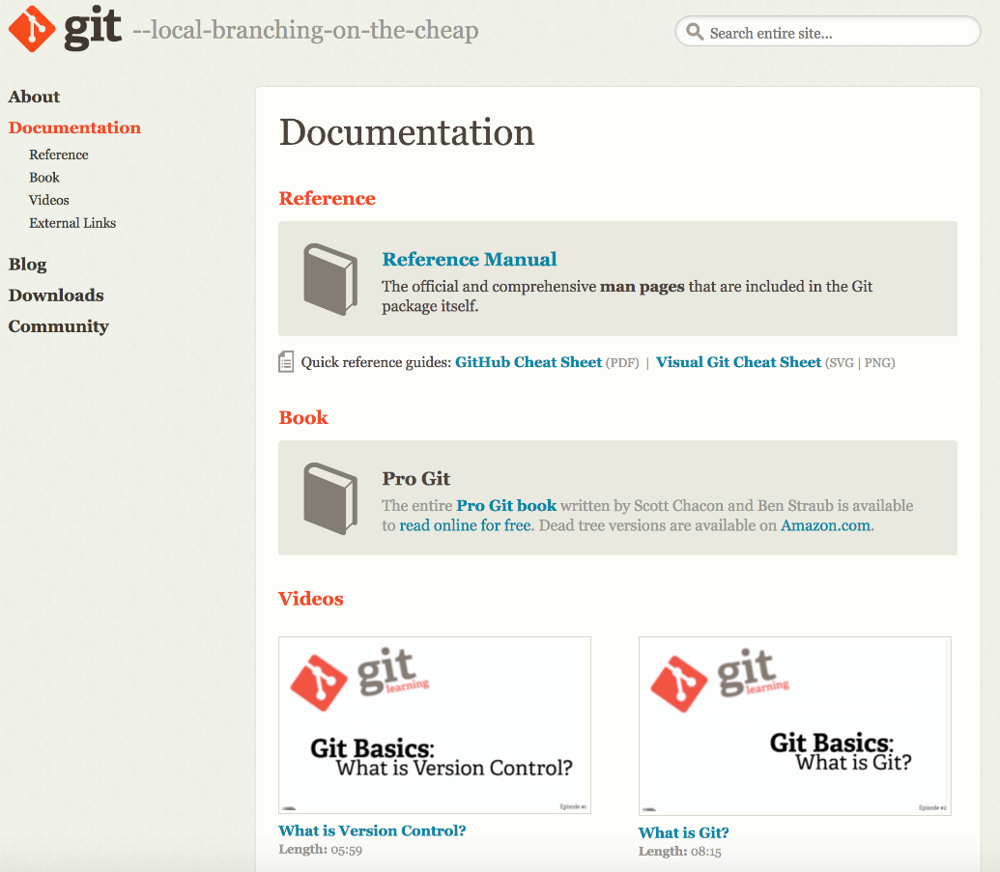 git --local-branching-on-the-cheap
Search entire site...
About
Documentation
Reference
Book
Videos
External Links
Blog
Downloads
Community
Documentation
Reference
Reference Manual
The official and comprehensive man pages that are included in the Git
package itself.
Quick reference guides: GitHub Cheat Sheet (PDF) | Visual Git Cheat Sheet (SVG | PNG)
Book
Pro Git
The entire Pro Git book written by Scott Chacon and Ben Straub is available
to read online for free. Dead tree versions are available on Amazon.com.
Videos
git
learning
Git Basics:
What is Version Control?
Episode #1
What is Version Control?
Length: 05:59
git
learning
Git Basics:
What is Git?
Episode #2
What is Git?
Length: 08:15